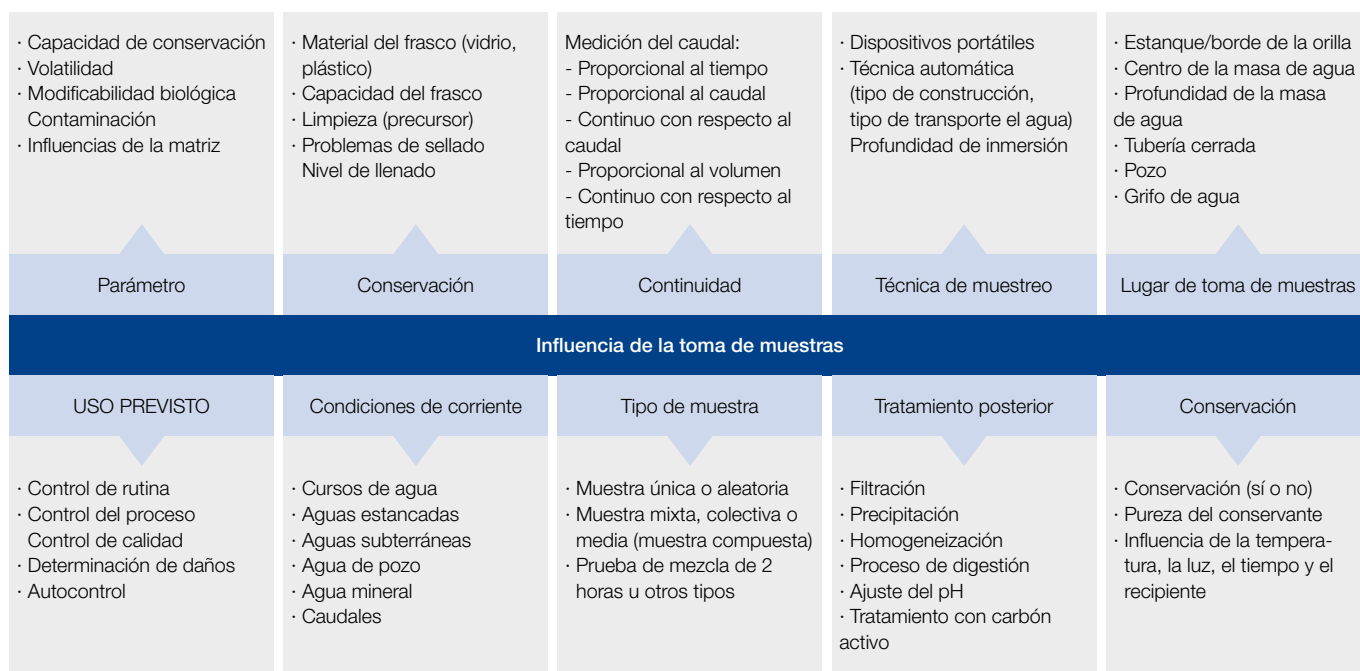 · Capacidad de conservación
· Volatilidad
· Modificabilidad biológica
Contaminación
· Influencias de la matriz
· Material del frasco (vidrio,
plástico)
· Capacidad del frasco
· Limpieza (precursor)
· Problemas de sellado
Nivel de llenado
Medición del caudal:
- Proporcional al tiempo
- Proporcional al caudal
- Continuo con respecto al
caudal
- Proporcional al volumen
- Continuo con respecto al
tiempo
· Dispositivos portátiles
· Técnica automática
(tipo de construcción,
tipo de transporte el agua)
Profundidad de inmersión
· Estanque/borde de la orilla
· Centro de la masa de agua
· Profundidad de la masa
de agua
· Tubería cerrada
· Pozo
· Grifo de agua
Parámetro
Conservación
Continuidad
Técnica de muestreo
Lugar de toma de muestras
Influencia de la toma de muestras
USO PREVISTO
Condiciones de corriente
Tipo de muestra
Tratamiento posterior
Conservación
· Control de rutina
· Control del proceso
Control de calidad
· Determinación de daños
· Autocontrol
· Cursos de agua
· Aguas estancadas
· Aguas subterráneas
· Agua de pozo
· Agua mineral
· Caudales
· Muestra única o aleatoria
· Muestra mixta, colectiva o
media (muestra compuesta)
· Prueba de mezcla de 2
horas u otros tipos
· Filtración
· Precipitación
· Homogeneización
· Proceso de digestión
· Ajuste del pH
· Tratamiento con carbón
activo
· Conservación (sí o no)
· Pureza del conservante
· Influencia de la tempera-
tura, la luz, el tiempo y el
recipiente